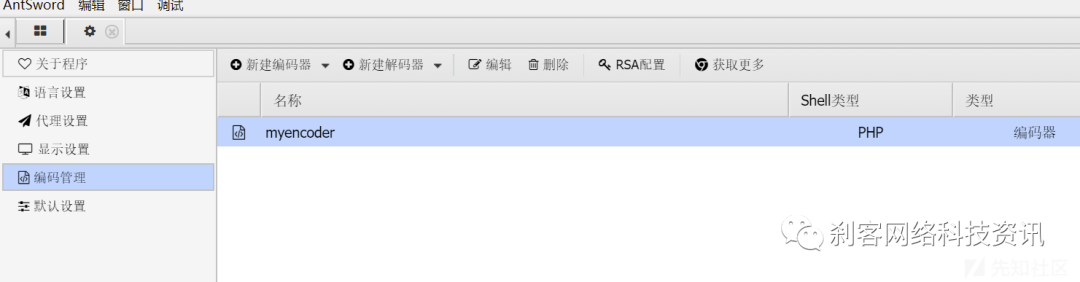 AntSword 编辑 窗口 调试
关于程序
语言设置
代理设置
显示设置
编码管理
默认设置
新建编码器 新建解码器 编辑 删除 RSA配置 获取更多
名称 Shell类型 类型
myencoder PHP 编码器
刹客网络科技资讯
先知社区